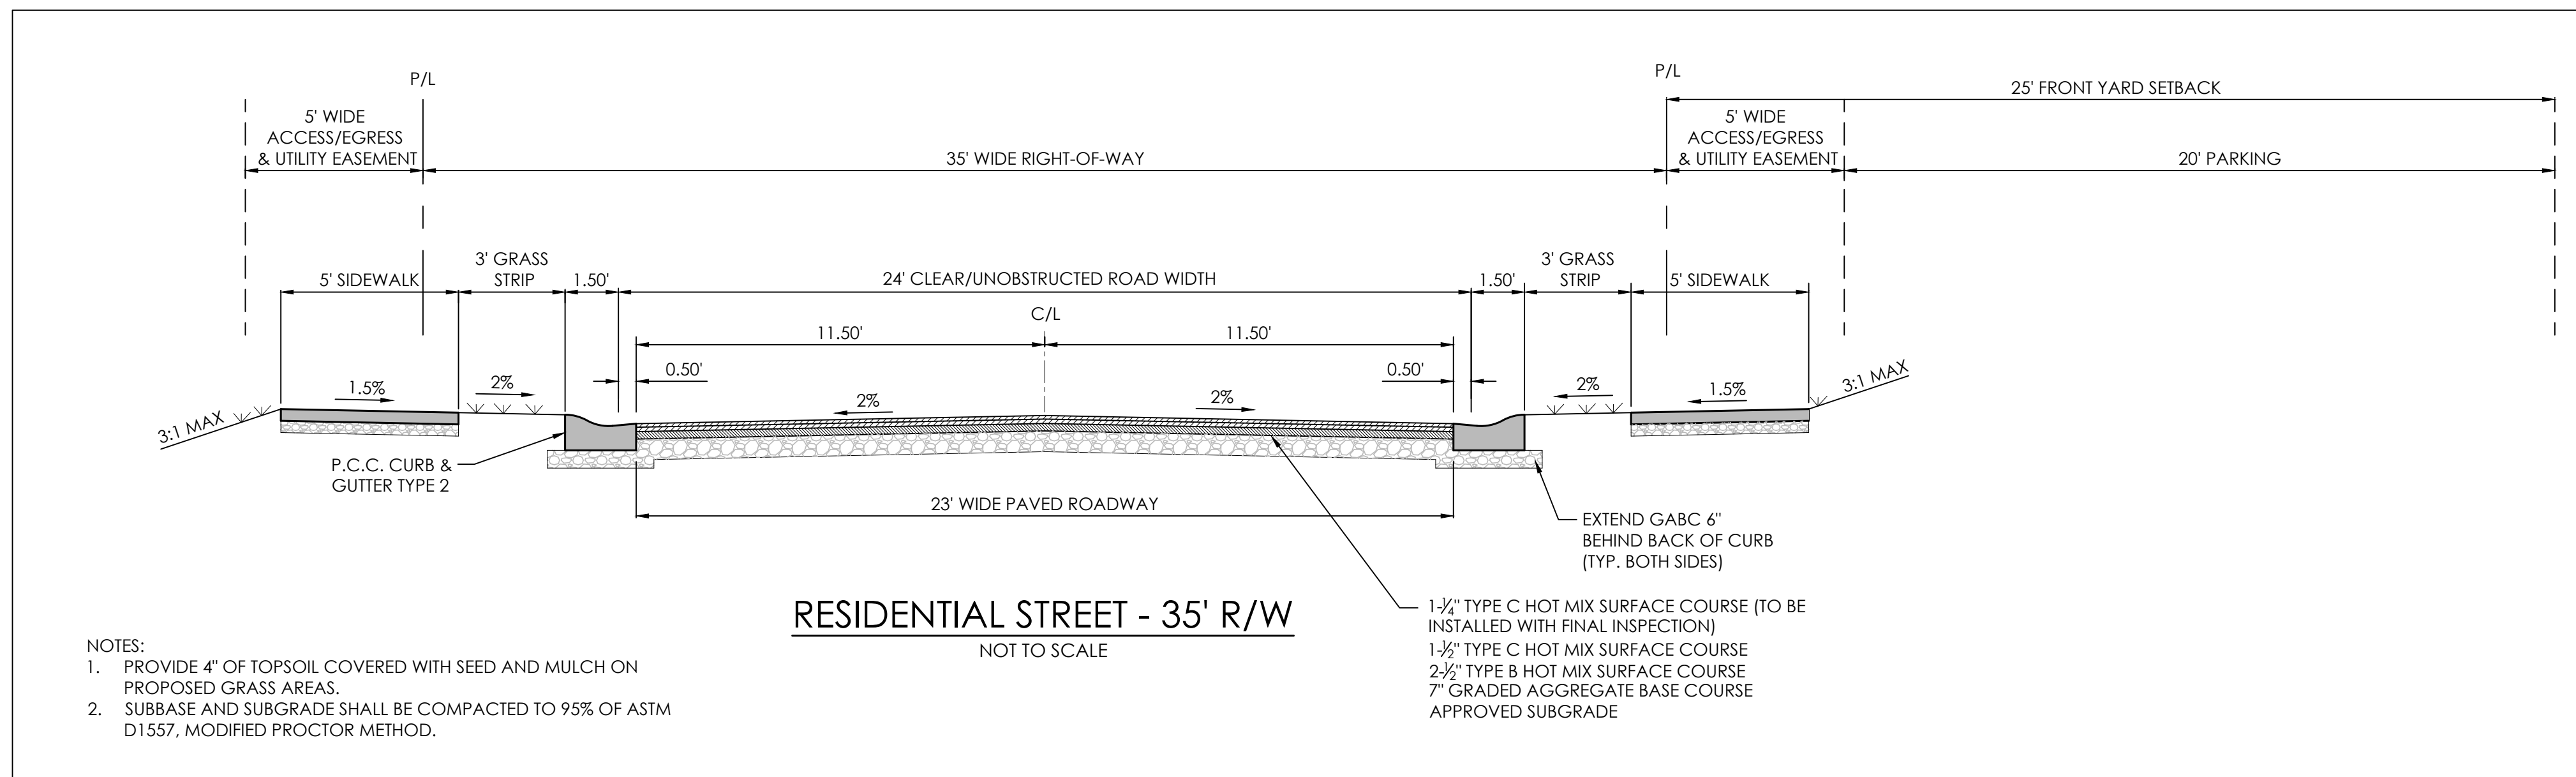 P/L
P/L
25' FRONT YARD SETBACK
5' WIDE
ACCESS/EGRESS
& UTILITY EASEMENT
35' WIDE RIGHT-OF-WAY
5' WIDE
ACCESS/EGRESS
& UTILITY EASEMENT
20' PARKING
5' SIDEWALK
3' GRASS
STRIP
1.50'
24' CLEAR/UNOBSTRUCTED ROAD WIDTH
1.50'
3' GRASS
STRIP
5' SIDEWALK
C/L
11.50'
11.50'
0.50'
0.50'
3:1 MAX
1.5%
2%
2%
2%
2%
1.5%
3:1 MAX
P.C.C. CURB &
GUTTER TYPE 2
23' WIDE PAVED ROADWAY
EXTEND GABC 6"
BEHIND BACK OF CURB
(TYP. BOTH SIDES)
1-¼" TYPE C HOT MIX SURFACE COURSE (TO BE
INSTALLED WITH FINAL INSPECTION)
1-½" TYPE C HOT MIX SURFACE COURSE
2-½" TYPE B HOT MIX SURFACE COURSE
7" GRADED AGGREGATE BASE COURSE
APPROVED SUBGRADE
RESIDENTIAL STREET - 35' R/W
NOT TO SCALE
NOTES:
1. PROVIDE 4" OF TOPSOIL COVERED WITH SEED AND MULCH ON
PROPOSED GRASS AREAS.
2. SUBBASE AND SUBGRADE SHALL BE COMPACTED TO 95% OF ASTM
D1557, MODIFIED PROCTOR METHOD.